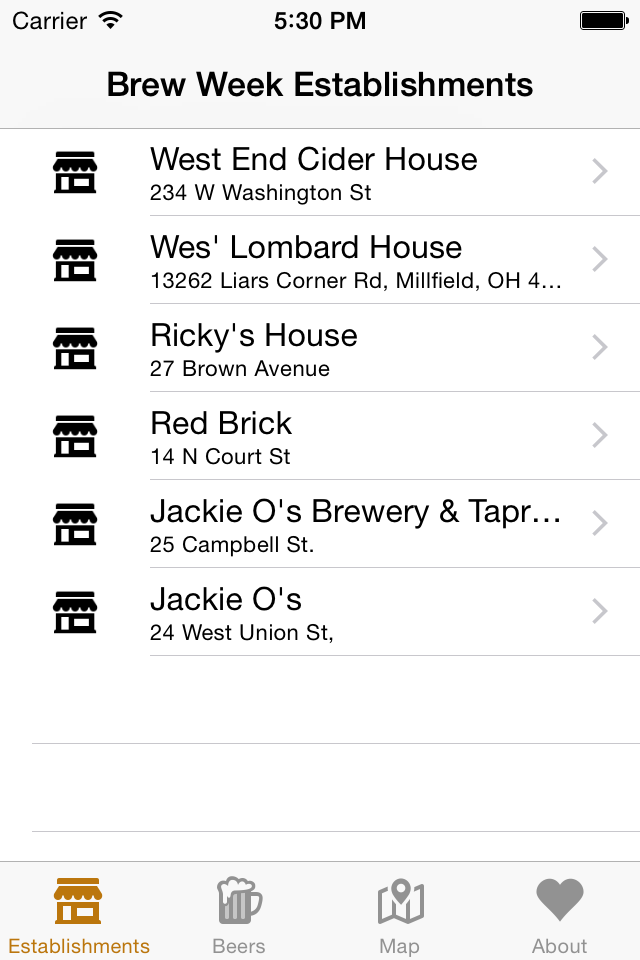 Carrier 5:30 PM
Brew Week Establishments
West End Cider House
234 W Washington St
Wes' Lombard House
13262 Liars Corner Rd, Millfield, OH 4...
Ricky's House
27 Brown Avenue
Red Brick
14 N Court St
Jackie O's Brewery & Tapr...
25 Campbell St.
Jackie O's
24 West Union St,
Establishments Beers Map About